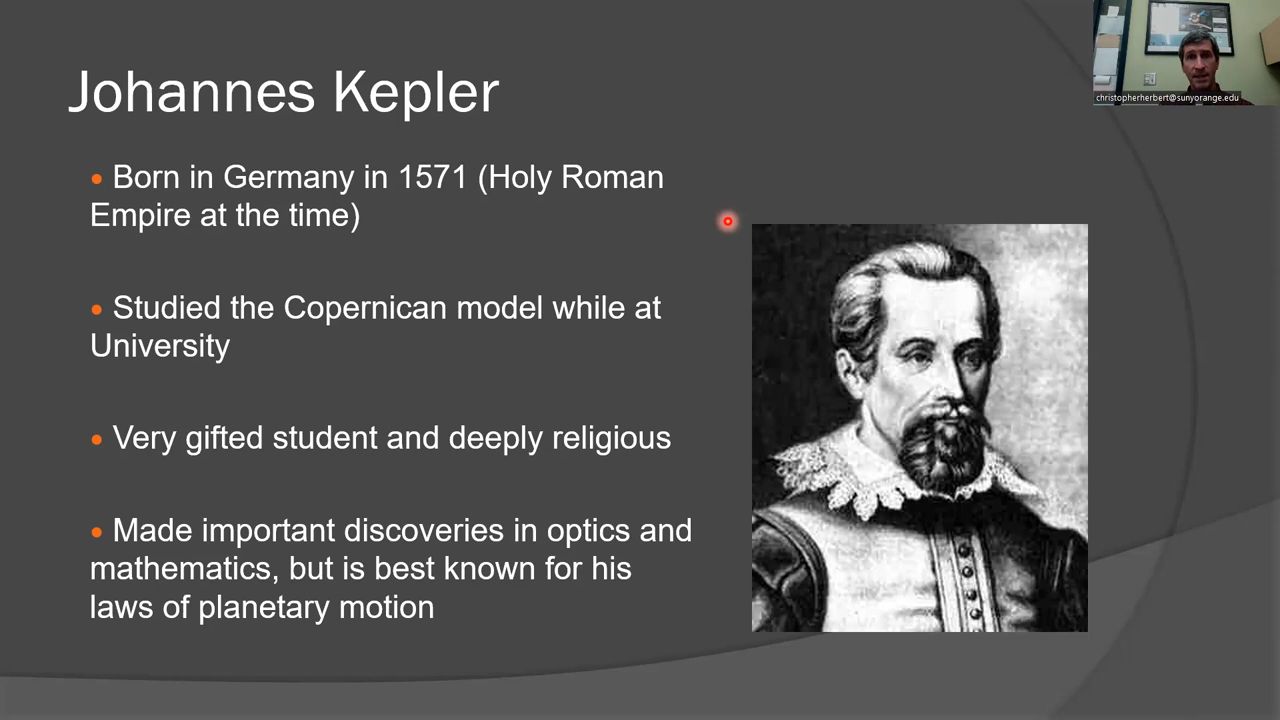 Johannes Kepler
christopherherbert@sunyorange.edu
• Born in Germany in 1571 (Holy Roman
Empire at the time)
• Studied the Copernican model while at
University
• Very gifted student and deeply religious
• Made important discoveries in optics and
mathematics, but is best known for his
laws of planetary motion